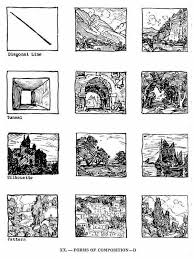 Diagonal Line
Tunnel
Silhouette
Pattern
XX. — FORMS OF COMPOSITION—D